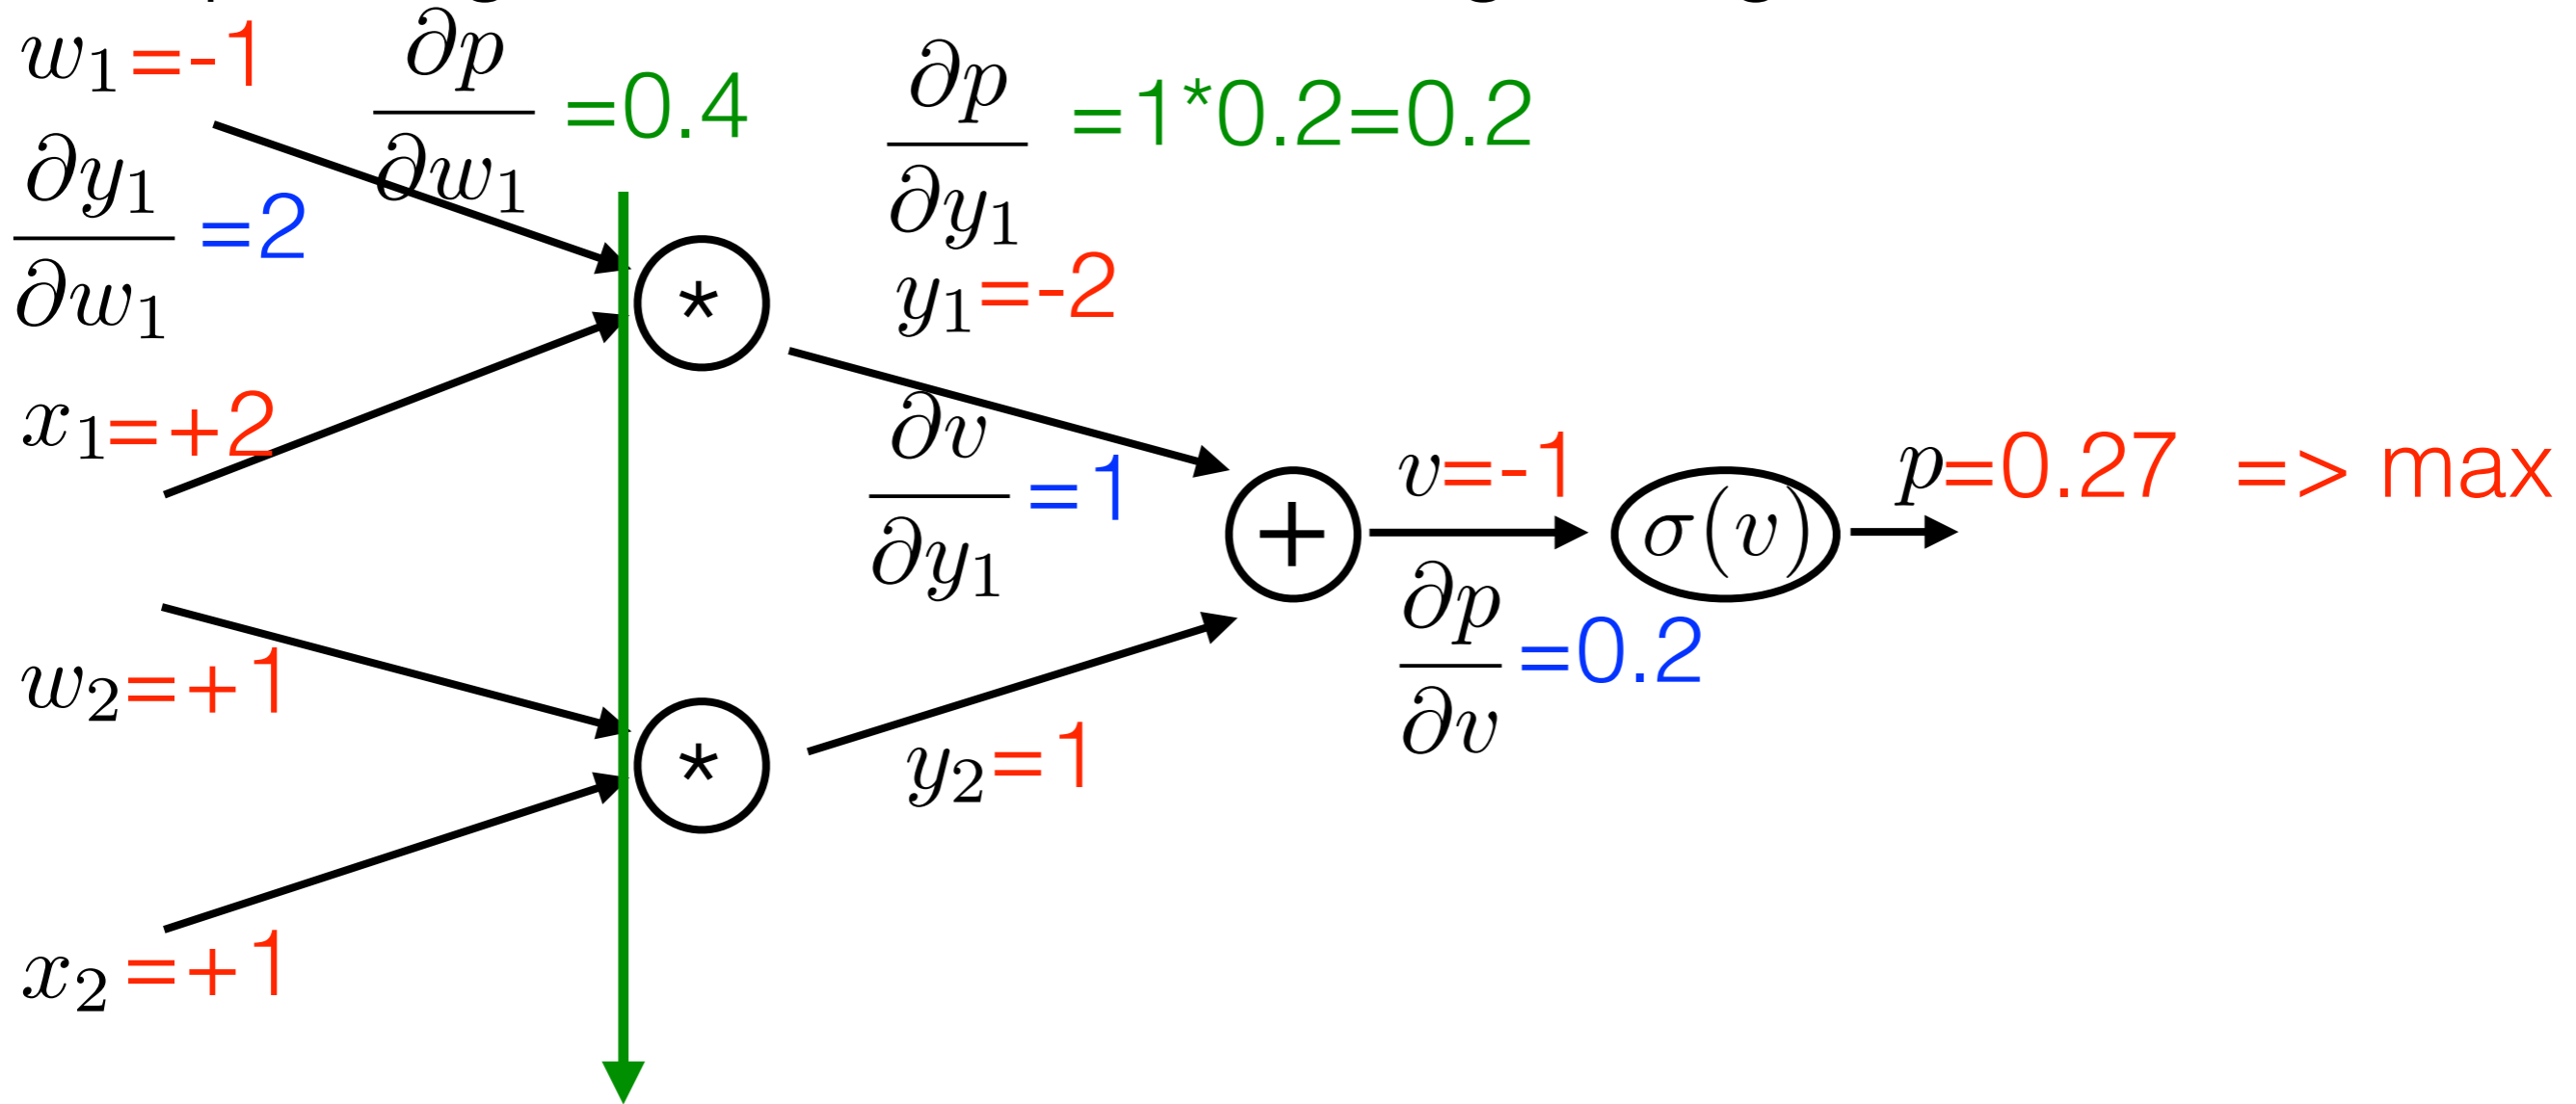 w₁=-1
∂p/∂w₁ =0.4
∂p/∂y₁ =1*0.2=0.2
∂y₁/∂w₁ =2
*
y₁=-2
x₁=+2
∂v/∂y₁ =1
+
v=-1
σ(v)
p=0.27 => max
∂p/∂v =0.2
w₂=+1
*
y₂=1
x₂=+1